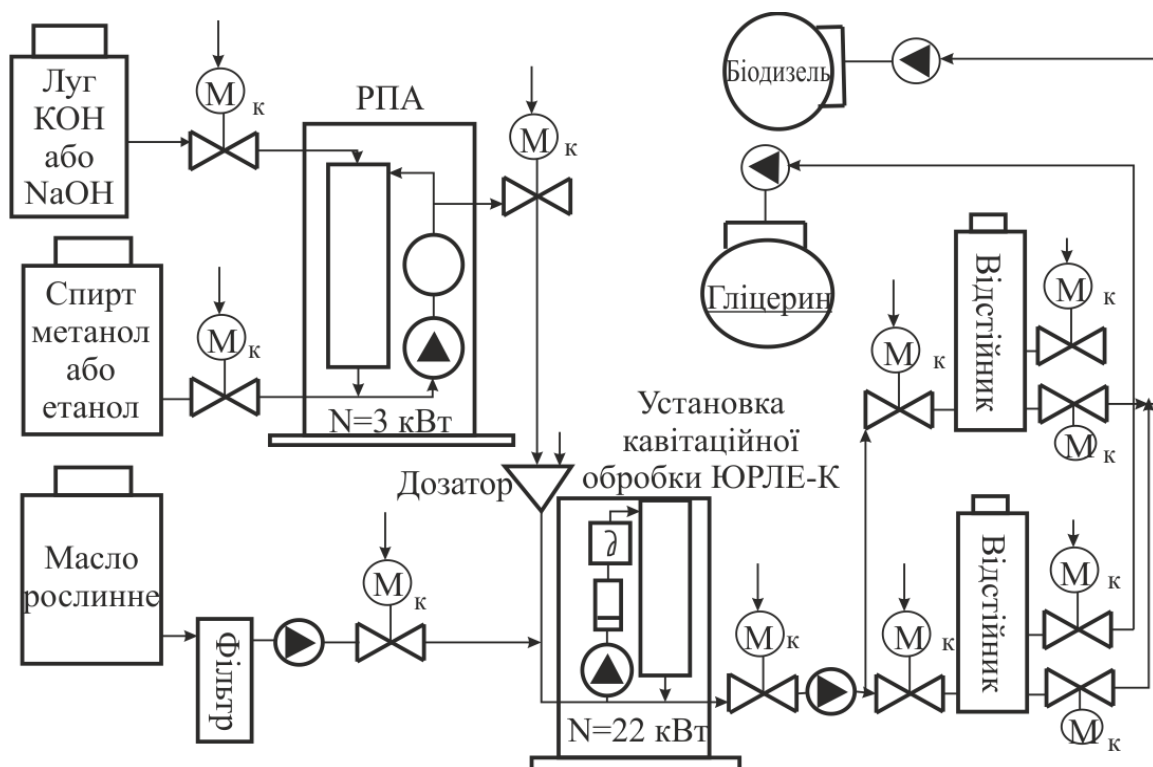 Луг
КОН
або
NaOH
М
к
РПА
М
к
Біодизель
Спирт
метанол
або
етанол
М
к
N=3 кВт
Гліцерин
Відстійник
М
к
М
к
М
к
Установка
кавітаційної
обробки ЮРЛЕ-К
Дозатор
Масло
рослинне
Фільтр
М
к
N=22 кВт
М
к
М
к
Відстійник
М
к
М
к